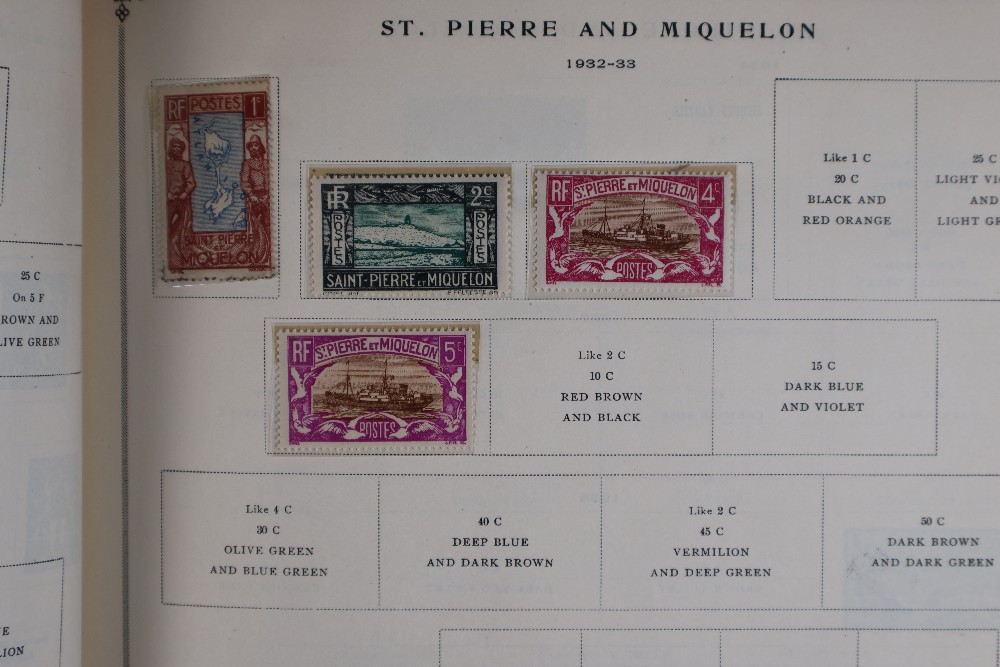 ST. PIERRE AND MIQUELON
1932-33
RF POSTES 1c
SAINT-PIERRE
ET
MIQUELON
RF 2c
POSTES POSTES
SAINT-PIERRE ET MIQUELON
RF ST PIERRE ET MIQUELON 4c
POSTES
Like 1 C
20 C
BLACK AND
RED ORANGE
25 C
LIGHT
AND
LIGHT
25 C
On 5 F
AND
GREEN
RF ST PIERRE ET MIQUELON 5c
POSTES
Like 2 C
10 C
RED BROWN
AND BLACK
15 C
DARK BLUE
AND VIOLET
Like 4 C
30 C
OLIVE GREEN
AND BLUE GREEN
40 C
DEEP BLUE
AND DARK BROWN
Like 2 C
45 C
VERMILION
AND DEEP GREEN
50 C
DARK BROWN
AND DARK GREEN